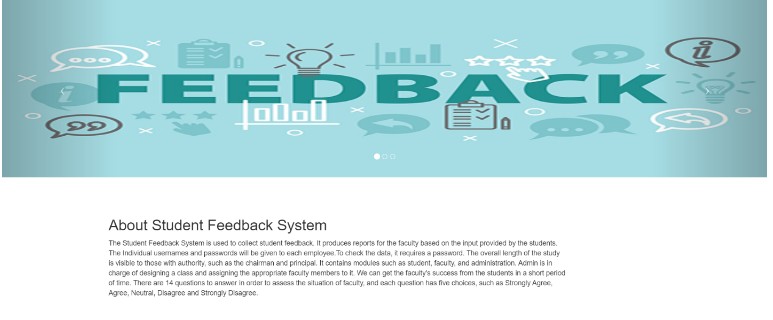 FEEDBACK
About Student Feedback System
The Student Feedback System is used to collect student feedback. It produces reports for the faculty based on the input provided by the students.
The Individual usernames and passwords will be given to each employee.To check the data, it requires a password. The overall length of the study
is visible to those with authority, such as the chairman and principal. It contains modules such as student, faculty, and administration. Admin is in
charge of designing a class and assigning the appropriate faculty members to it. We can get the faculty's success from the students in a short period
of time. There are 14 questions to answer in order to assess the situation of faculty, and each question has five choices, such as Strongly Agree,
Agree, Neutral, Disagree and Strongly Disagree.